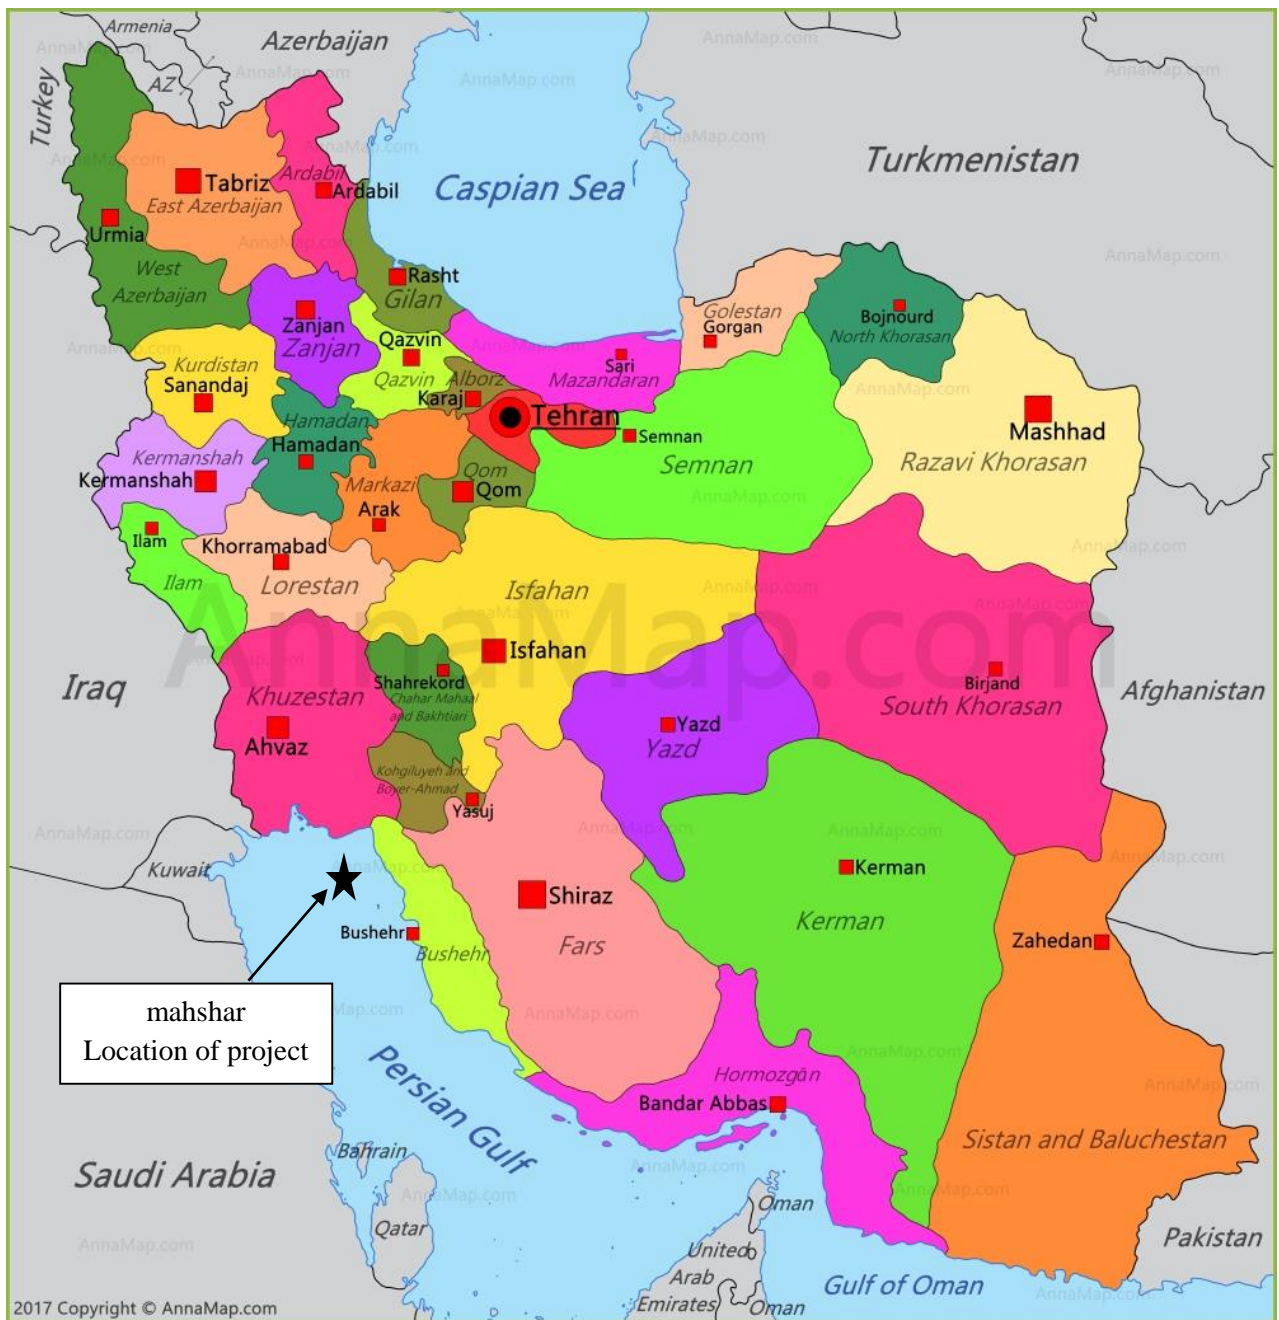 Armenia
Azerbaijan
AZ
Turkey
Caspian Sea
Turkmenistan
Tabriz
East Azerbaijan
Ardabil
Ardabil
Urmia
West
Azerbaijan
Rasht
Gilan
Zanjan
Zanjan
Qazvin
Qazvin
Alborz
Karaj
Golestan
Gorgan
Bojnourd
North Khorasan
Sari
Mazandaran
Kurdistan
Sanandaj
Hamadan
Hamadan
Tehran
Semnan
Semnan
Mashhad
Razavi Khorasan
Kermanshah
Kermanshah
Markazi
Arak
Qom
Qom
Ilam
Ilam
Khorramabad
Lorestan
Isfahan
Isfahan
AnnaMap.com
Iraq
Khuzestan
Ahvaz
Shahrekord
Chahar Mahaal
and Bakhtiari
Yazd
Yazd
Birjand
South Khorasan
Afghanistan
Kohgiluyeh and
Boyer-Ahmad
Yasuj
Kuwait
Shiraz
Fars
Kerman
Kerman
Bushehr
Bushehr
Zahedan
mahshar
Location of project
Persian Gulf
Hormozgān
Bandar Abbas
Sistan and Baluchestan
Saudi Arabia
Bahrain
Qatar
Oman
United
Arab
Emirates
Oman
Gulf of Oman
Pakistan
2017 Copyright © AnnaMap.com